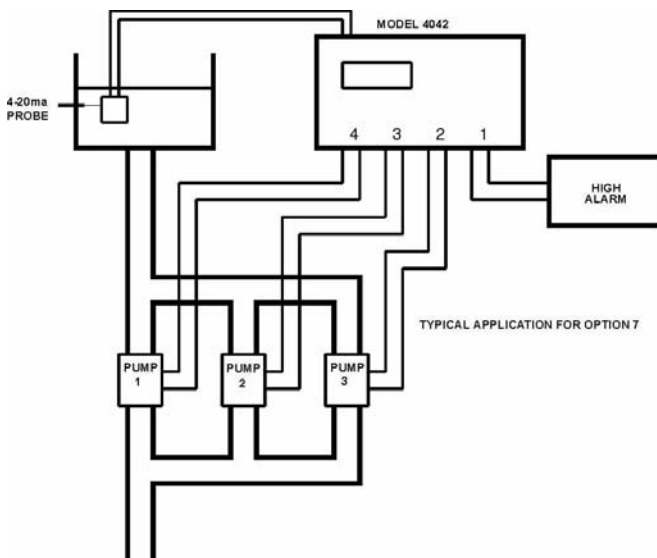 MODEL 4042
4-20ma
PROBE
4 3 2 1
HIGH
ALARM
TYPICAL APPLICATION FOR OPTION 7
PUMP
1
PUMP
2
PUMP
3